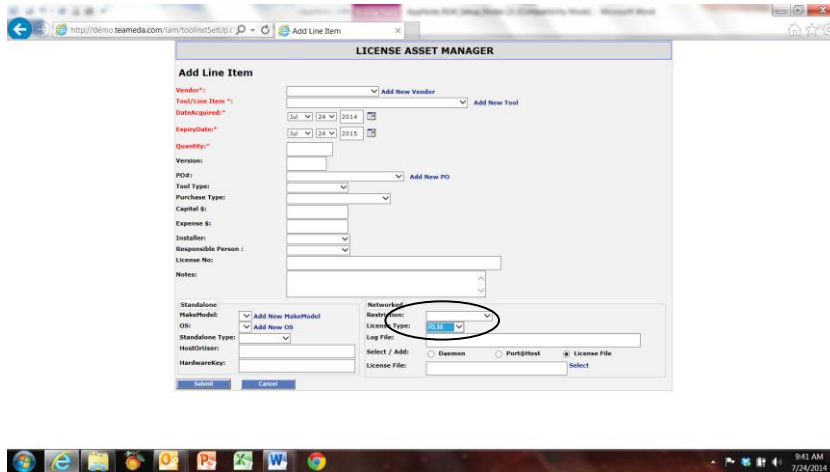 http://demo.teameda.com/lam/toolinstSetUp.c
Add Line Item
LICENSE ASSET MANAGER
Add Line Item
Vendor*: Add New Vendor
Tool/Line Item *: Add New Tool
DateAcquired:* Jul 24 2014
ExpiryDate:* Jul 24 2015
Quantity:*
Version:
PO#: Add New PO
Tool Type:
Purchase Type:
Capital $:
Expense $:
Installer:
Responsible Person :
License No:
Notes:
Standalone
MakeModel: Add New MakeModel
OS: Add New OS
Standalone Type:
HostOrUser:
HardwareKey:
Networked
Restriction:
License Type: RLM
Log File:
Select / Add: Daemon Port@Host License File
License File: Select
Submit Cancel
9:41 AM
7/24/2014